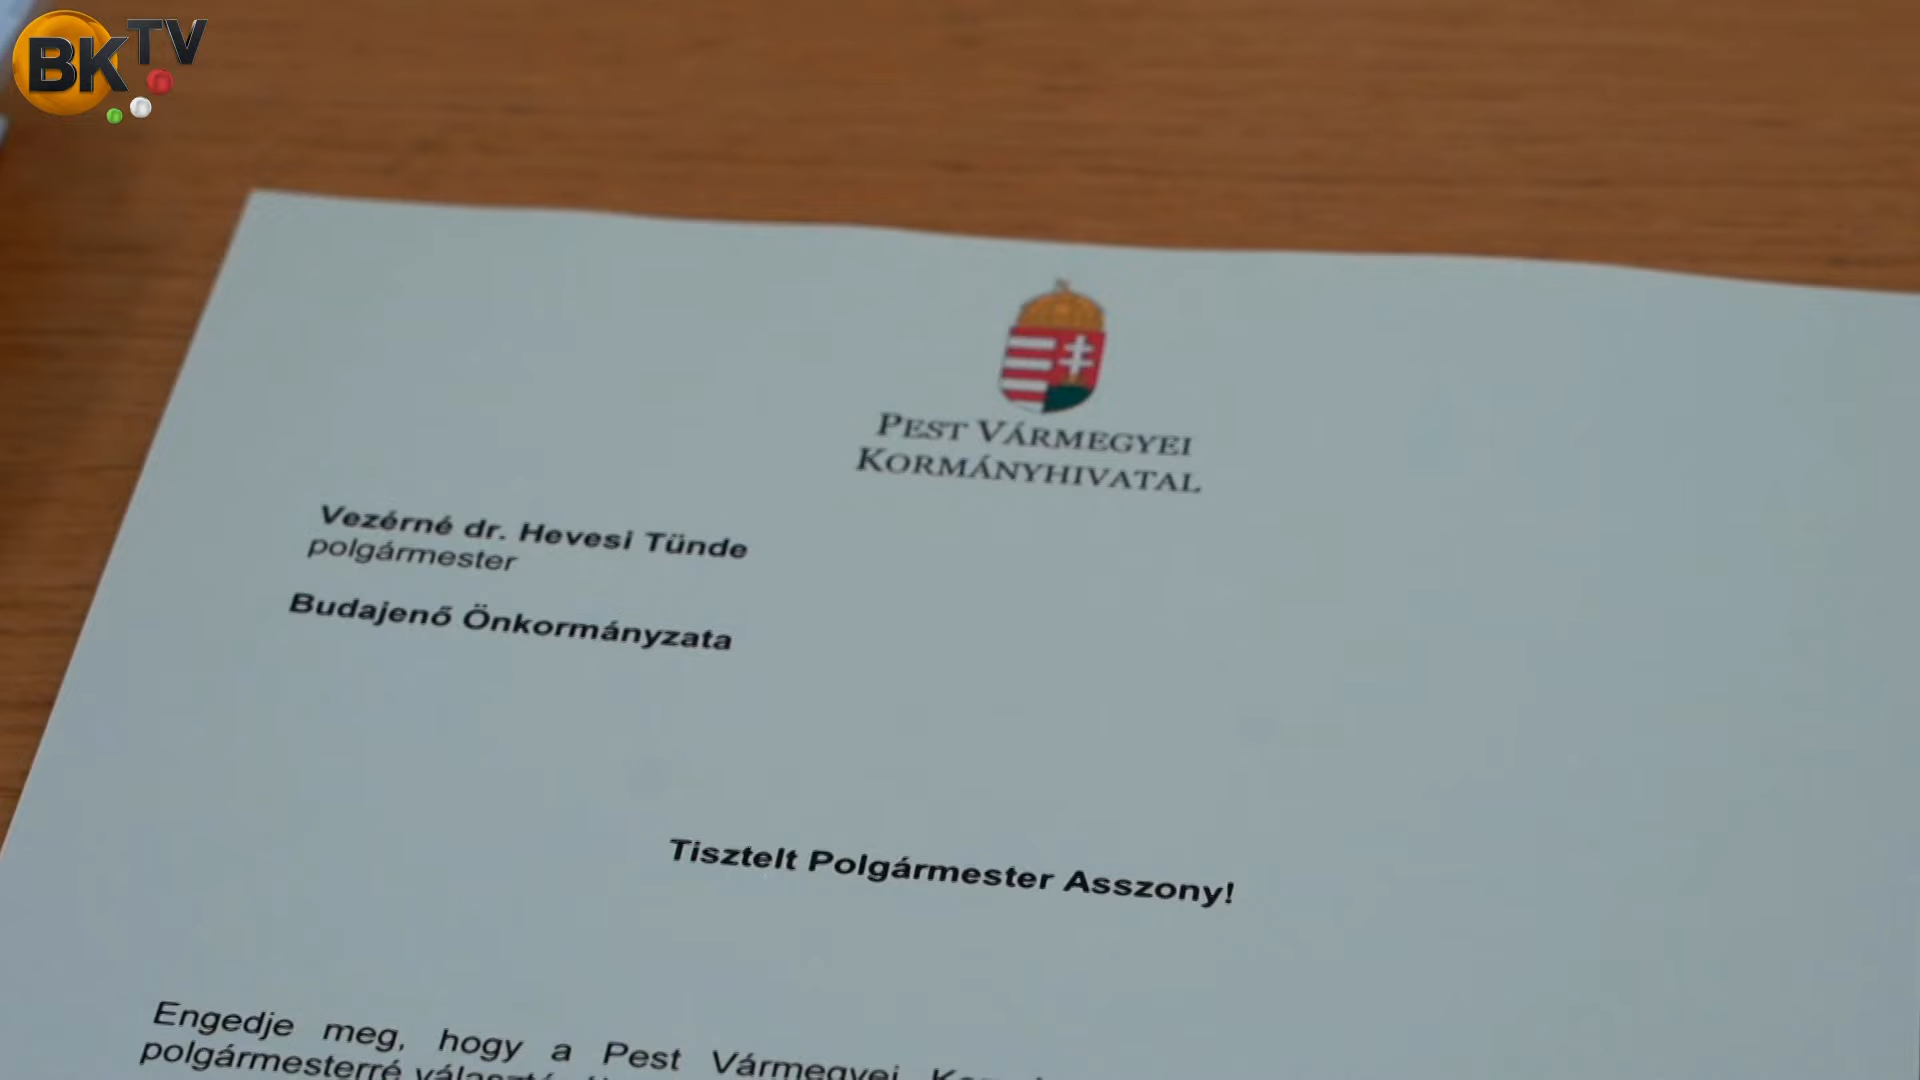 BKTV
PEST VÁRMEGYEI
KORMÁNYHIVATAL
Vezérné dr. Hevesi Tünde
polgármester
Budajenő Önkormányzata
Tisztelt Polgármester Asszony!
Engedje meg, hogy a Pest Vármegyei
polgármesterré